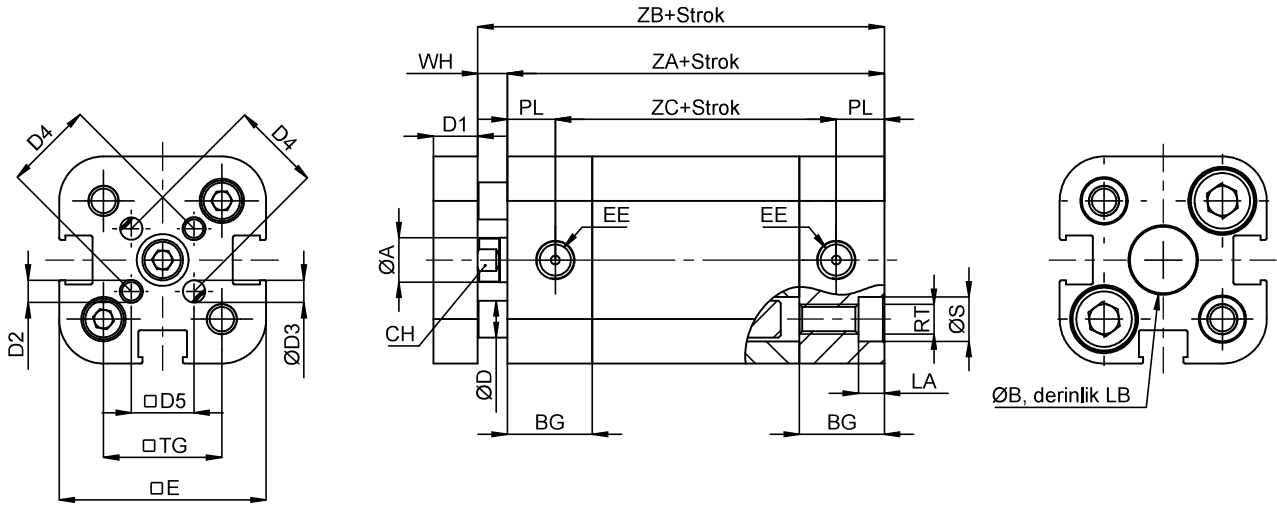 ZB+Strok
WH
ZA+Strok
PL
ZC+Strok
PL
D1
D4
D4
EE
EE
ØA
CH
ØD
RT
ØS
LA
D2
ØD3
□D5
□TG
□E
BG
BG
ØB, derinlik LB